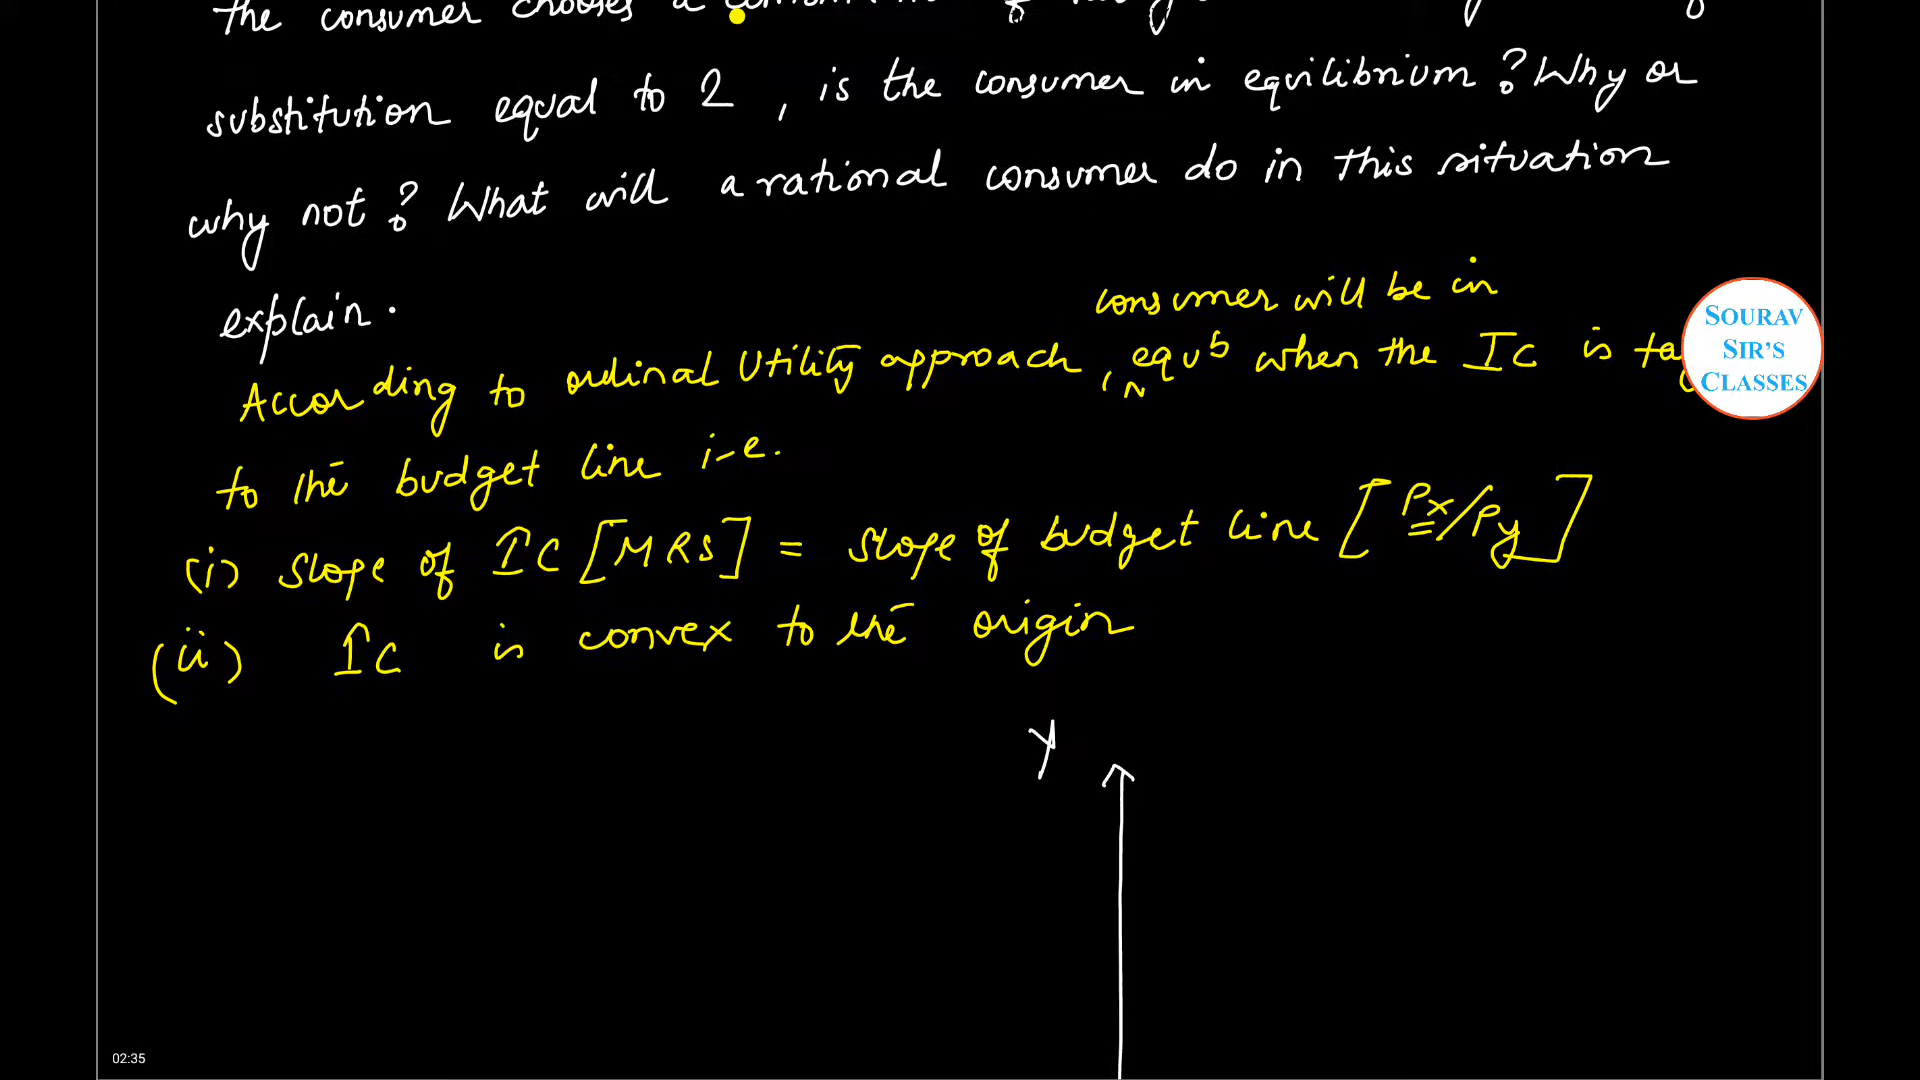 the consumer chooses a
substitution equal to 2 , is the consumer in equilibrium ? Why or
why not ? What will a rational consumer do in this situation
explain.
consumer will be in
According to ordinal Utility approach , equb when the IC is
to the budget line i-e.
(i) slope of IC [MRS] = slope of budget line [Px/Py]
(ii) IC is convex to the origin
Y
SOURAV
SIR'S
CLASSES
02:35